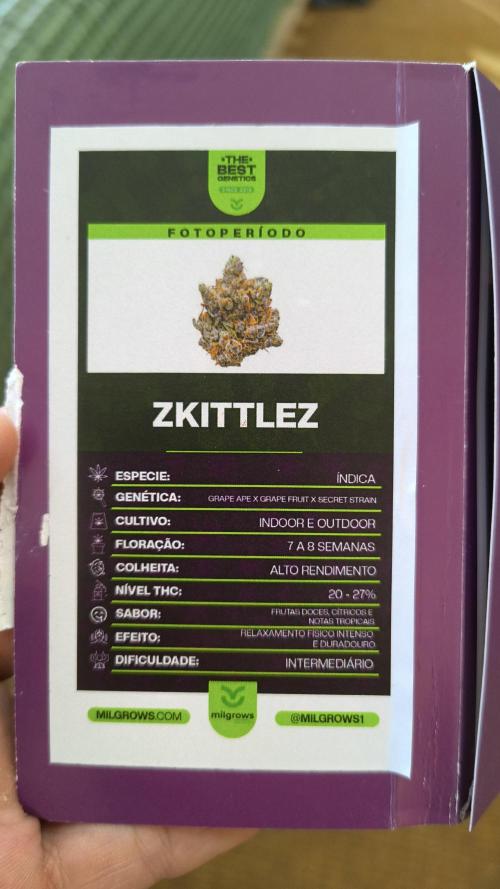 •THE•
BEST
GENETICS
FOTOPERÍODO
ZKITTLEZ
ESPECIE: ÍNDICA
GENÉTICA: GRAPE APE X GRAPE FRUIT X SECRET STRAIN
CULTIVO: INDOOR E OUTDOOR
FLORAÇÃO: 7 A 8 SEMANAS
COLHEITA: ALTO RENDIMENTO
NÍVEL THC: 20 - 27%
SABOR: FRUTAS DOCES, CÍTRICOS E
NOTAS TROPICAIS
EFEITO: RELAXAMENTO FÍSICO INTENSO
E DURADOURO
DIFICULDADE: INTERMEDIÁRIO
MILGROWS.COM
milgrows
@MILGROWS1